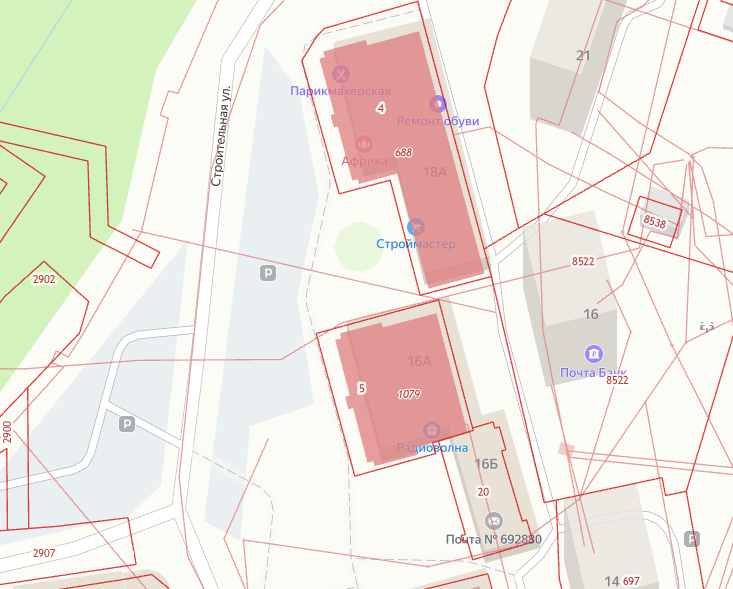 21
Парикмахерская
4
Ремонт обуви
Строительная ул.
688
Африка
18А
8538
Строймастер
8522
P
2902
16
16А
Почта Банк
8522
5
1079
P
2900
Радиоволна
16Б
20
Почта № 692880
P
2907
14 697